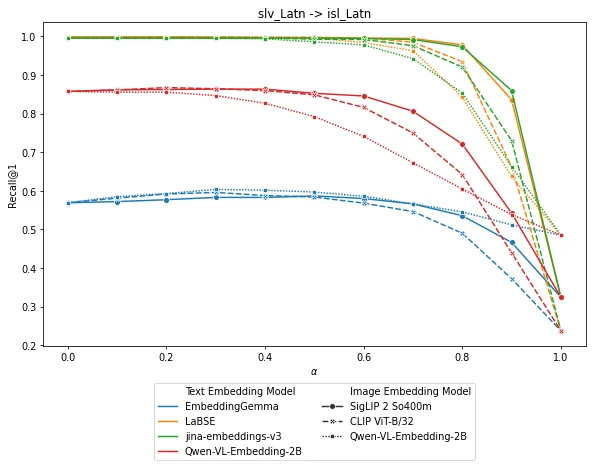 slv_Latn -> isl_Latn
Recall@1
1.0
0.9
0.8
0.7
0.6
0.5
0.4
0.3
0.2
0.0 0.2 0.4 0.6 0.8 1.0
α
Text Embedding Model
EmbeddingGemma
LaBSE
jina-embeddings-v3
Qwen-VL-Embedding-2B
Image Embedding Model
SigLIP 2 So400m
CLIP ViT-B/32
Qwen-VL-Embedding-2B